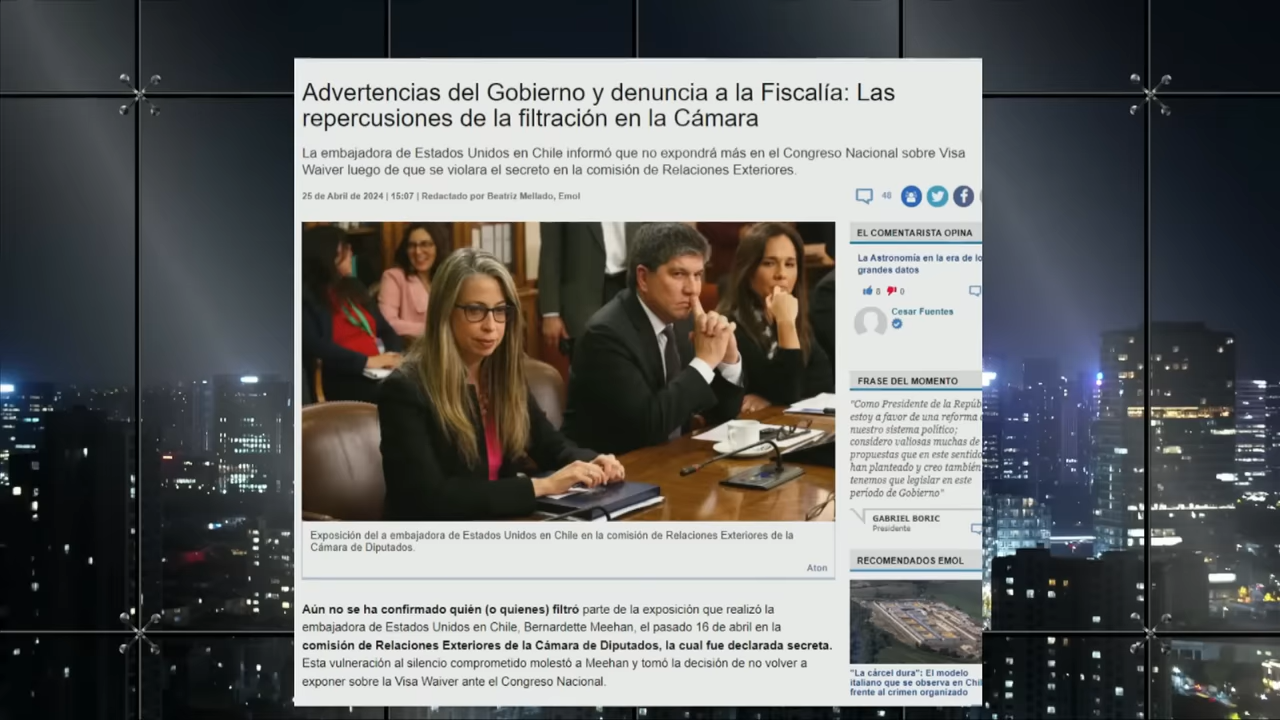 Advertencias del Gobierno y denuncia a la Fiscalía: Las
repercusiones de la filtración en la Cámara
La embajadora de Estados Unidos en Chile informó que no expondrá más en el Congreso Nacional sobre Visa
Waiver luego de que se violara el secreto en la comisión de Relaciones Exteriores.
25 de Abril de 2024 | 15:07 | Redactado por Beatriz Mellado, Emol
48
Exposición del a embajadora de Estados Unidos en Chile en la comisión de Relaciones Exteriores de la
Cámara de Diputados.
Aton
Aún no se ha confirmado quién (o quienes) filtró parte de la exposición que realizó la
embajadora de Estados Unidos en Chile, Bernardette Meehan, el pasado 16 de abril en la
comisión de Relaciones Exteriores de la Cámara de Diputados, la cual fue declarada secreta.
Esta vulneración al silencio comprometido molestó a Meehan y tomó la decisión de no volver a
exponer sobre la Visa Waiver ante el Congreso Nacional.
EL COMENTARISTA OPINA
La Astronomía en la era de lo
grandes datos
8 0
Cesar Fuentes
FRASE DEL MOMENTO
"Como Presidente de la Repúb
estoy a favor de una reforma
nuestro sistema político;
considero valiosas muchas de
propuestas que en este sentido
han planteado y creo también
tenemos que legislar en este
período de Gobierno"
GABRIEL BORIC
Presidente
RECOMENDADOS EMOL
"La cárcel dura": El modelo
italiano que se observa en Chi
frente al crimen organizado